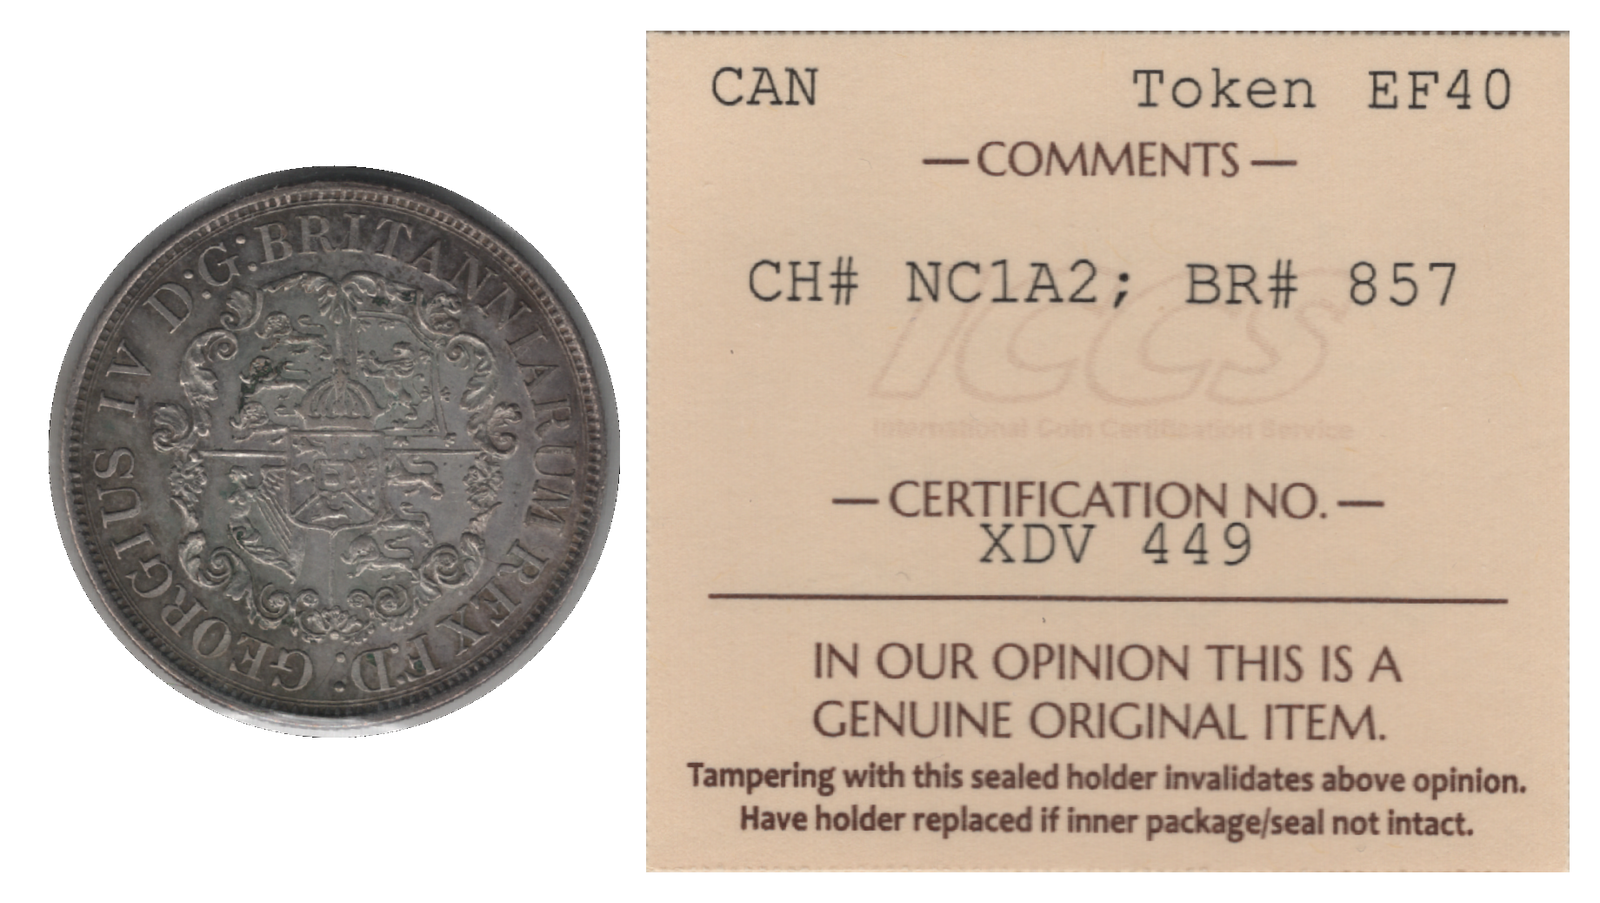 GEORGIUS IV D:G:BRITANNIARUM REX F.D:
CAN Token EF40
—COMMENTS—
CH# NC1A2; BR# 857
ICCS
International Coin Certification Service
—CERTIFICATION NO.—
XDV 449
IN OUR OPINION THIS IS A
GENUINE ORIGINAL ITEM.
Tampering with this sealed holder invalidates above opinion.
Have holder replaced if inner package/seal not intact.